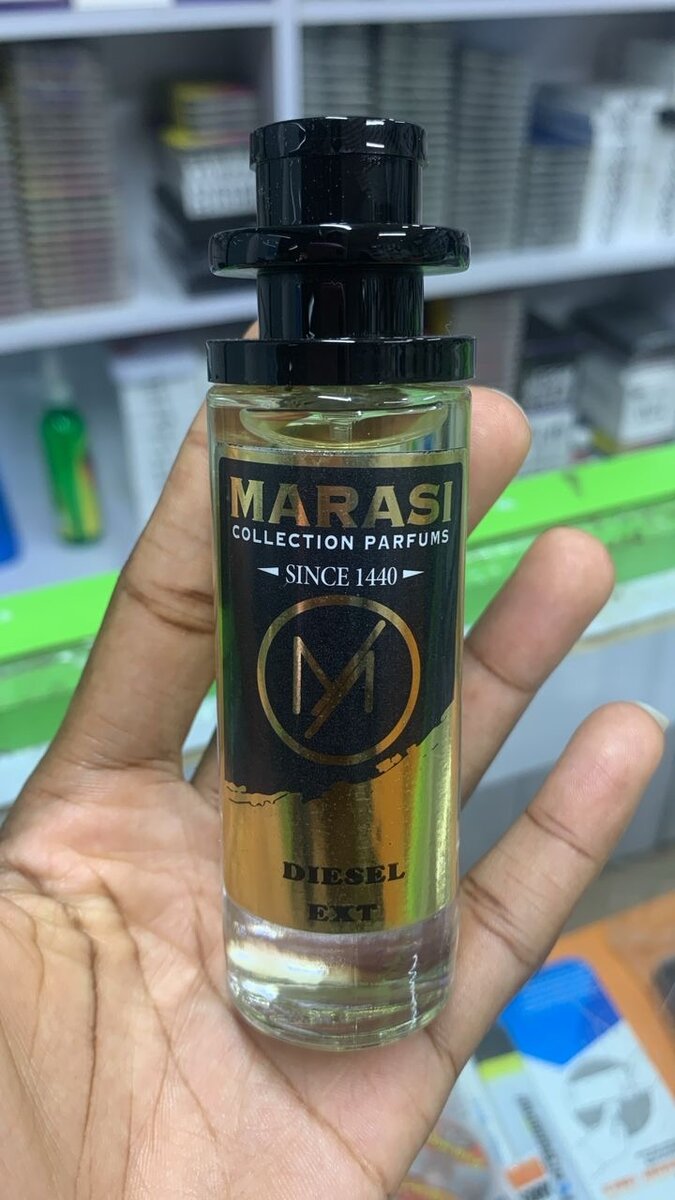 MARASI
COLLECTION PARFUMS
SINCE 1440
M
DIESEL
EXT